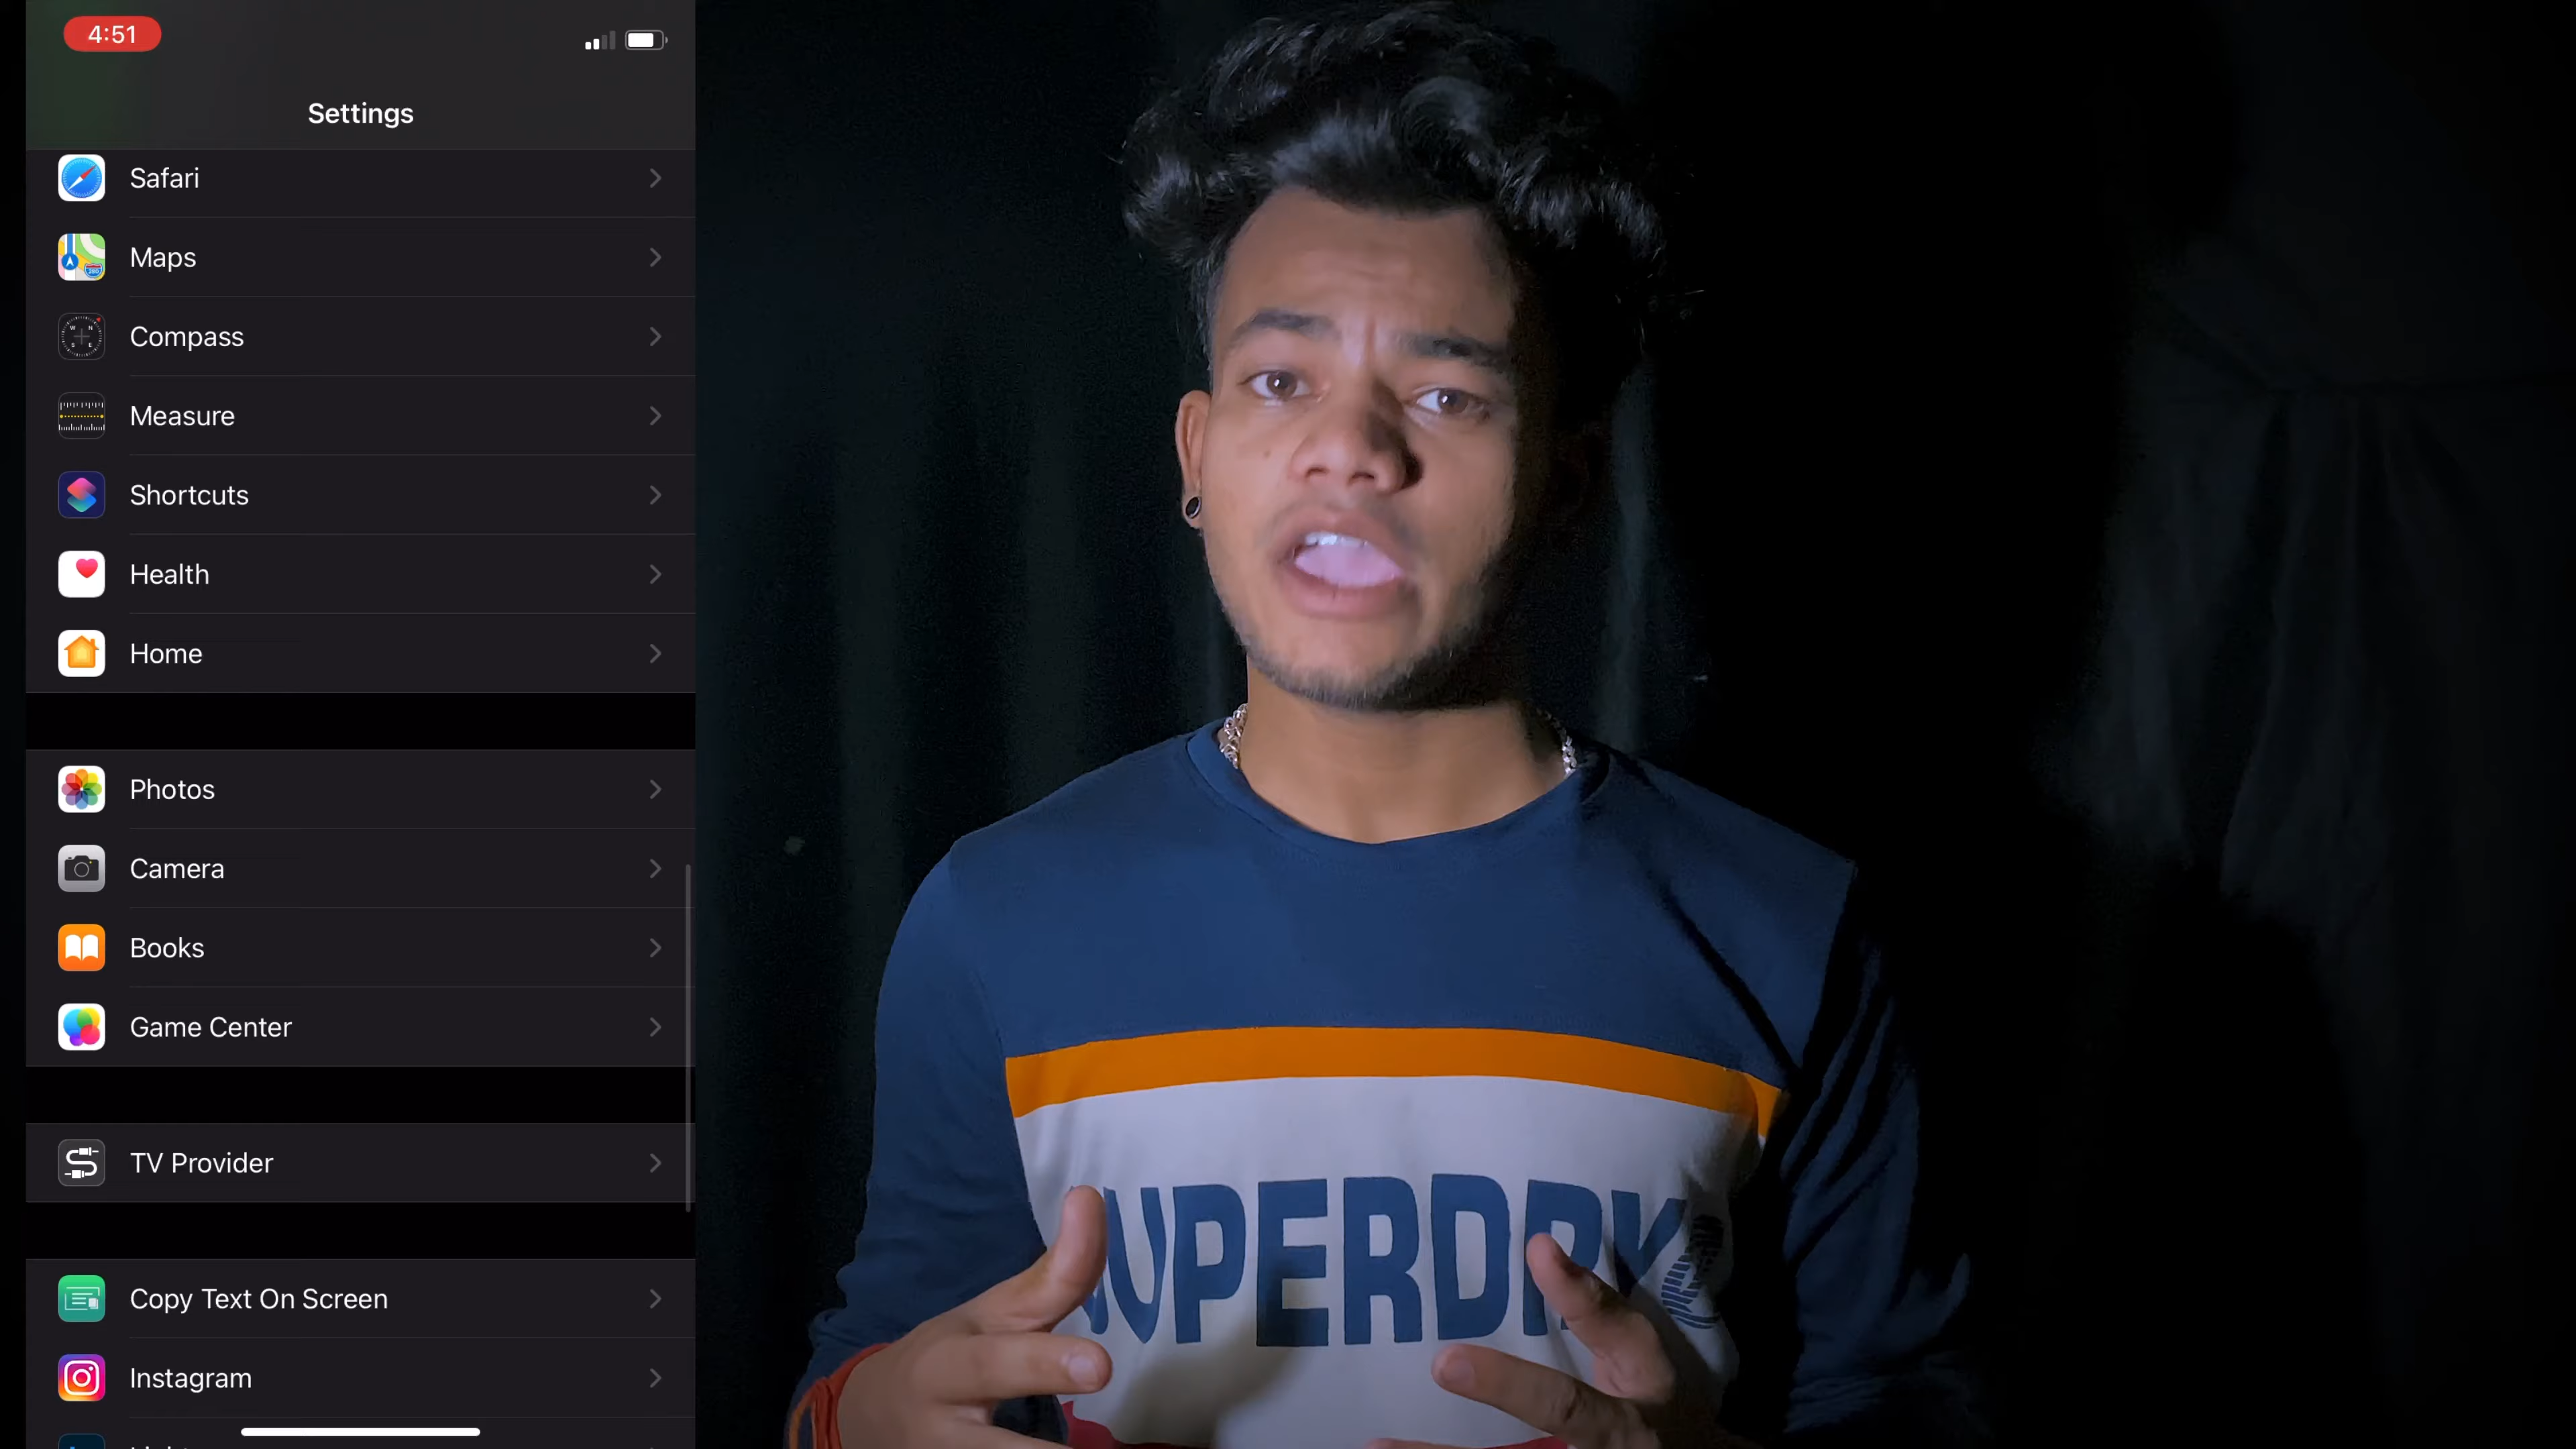 4:51
Settings
Safari
Maps
Compass
Measure
Shortcuts
Health
Home
Photos
Camera
Books
Game Center
TV Provider
Copy Text On Screen
Instagram
SUPERDRY